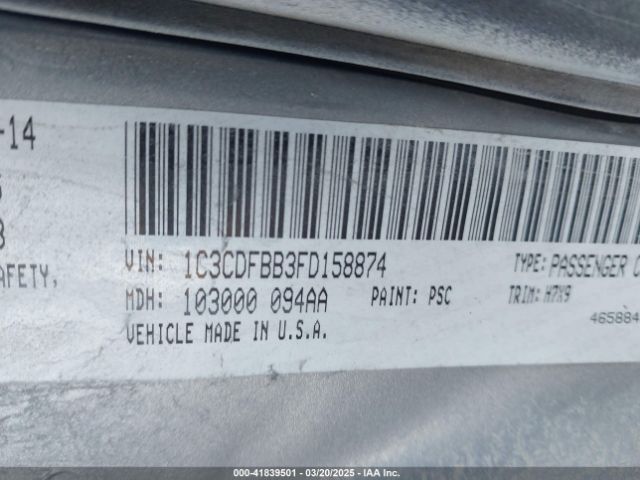 -14
8
AFETY,
VIN: 1C3CDFBB3FD158874 TYPE: PASSENGER C
MDH: 103000 094AA PAINT: PSC TRIM: H7X9
VEHICLE MADE IN U.S.A. 465884
000-41839501 - 03/20/2025 - IAA Inc.